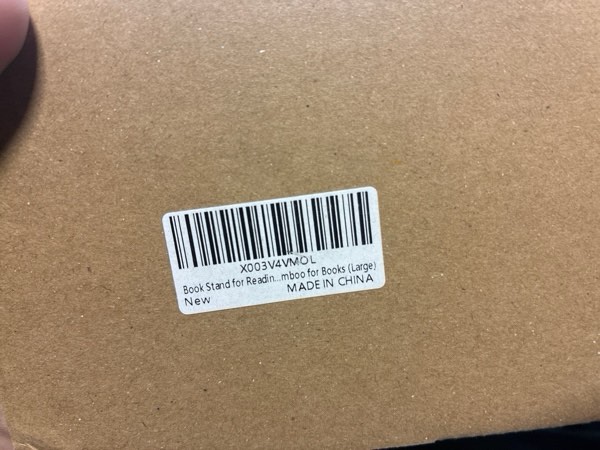 X003V4VMOL
Book Stand for Readin...mboo for Books (Large)
New MADE IN CHINA